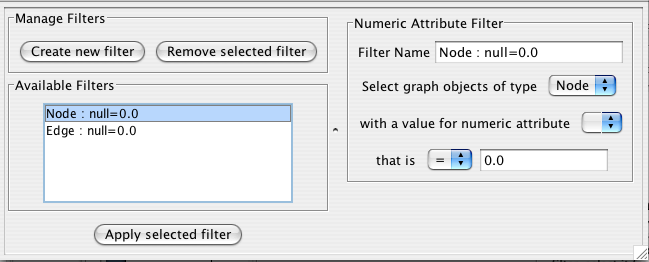 Manage Filters
Create new filter
Remove selected filter
Available Filters
Node : null=0.0
Edge : null=0.0
Apply selected filter
Numeric Attribute Filter
Filter Name Node : null=0.0
Select graph objects of type Node
with a value for numeric attribute
that is = 0.0